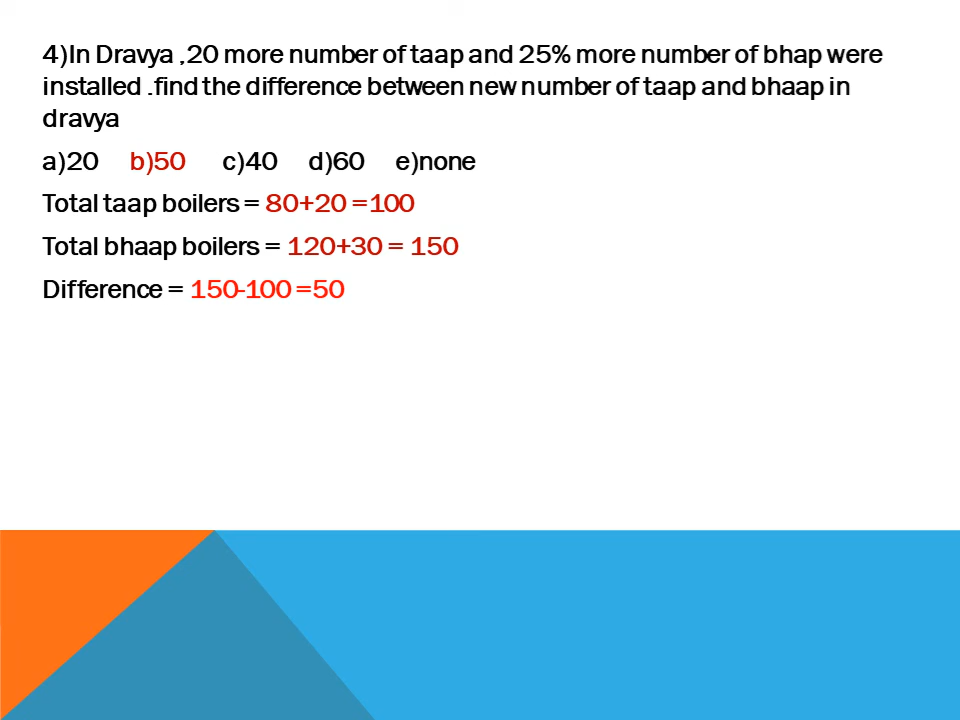 4)In Dravya ,20 more number of taap and 25% more number of bhap were
installed .find the difference between new number of taap and bhaap in
dravya
a)20 b)50 c)40 d)60 e)none
Total taap boilers = 80+20 =100
Total bhaap boilers = 120+30 = 150
Difference = 150-100 =50